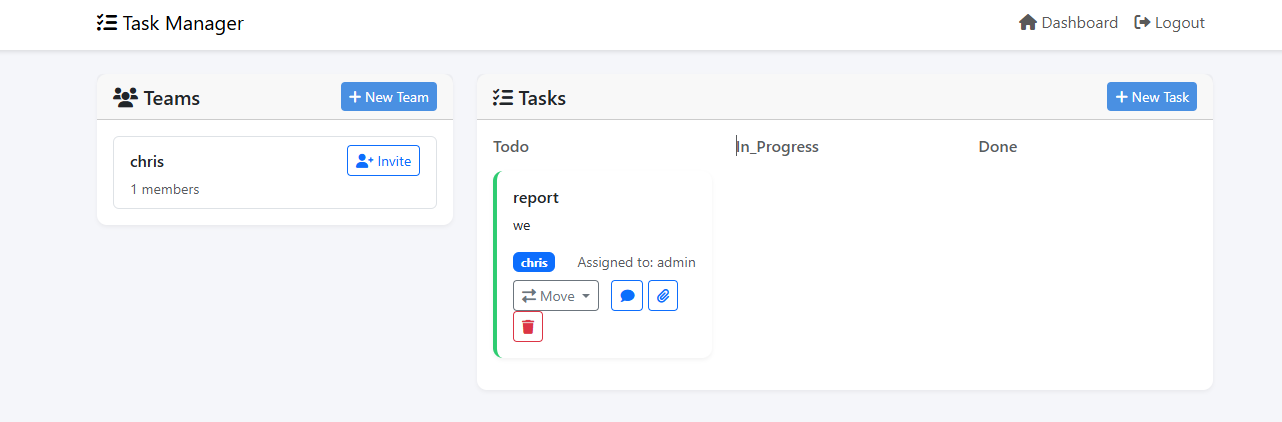 Task Manager
Dashboard
Logout
Teams
New Team
chris
Invite
1 members
Tasks
New Task
Todo
In_Progress
Done
report
we
chris
Assigned to: admin
Move